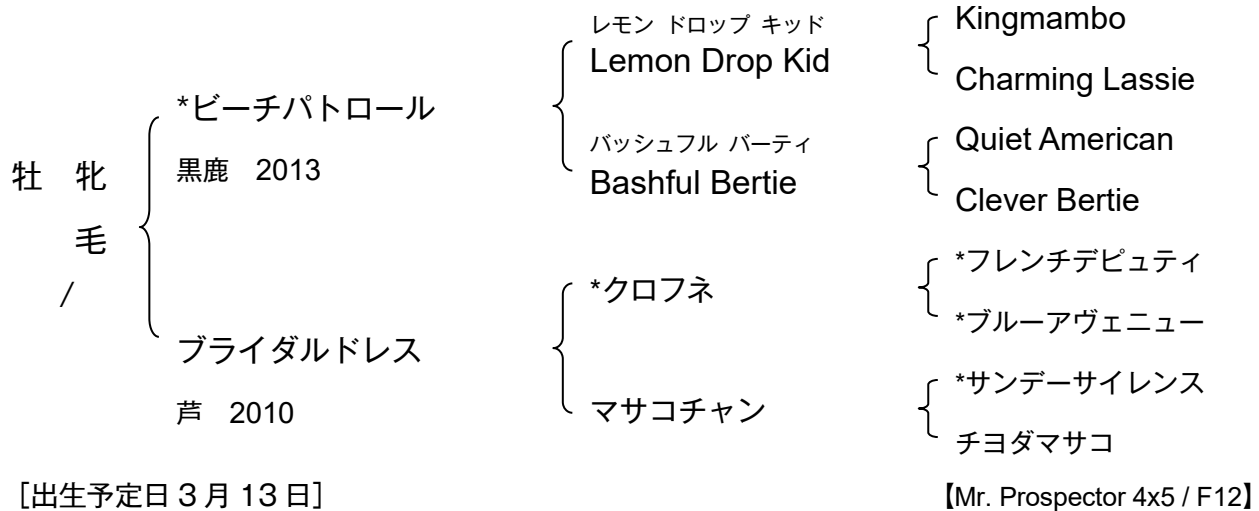 レモン ドロップ キッド
Lemon Drop Kid
Kingmambo
Charming Lassie
*ビーチパトロール
黒鹿 2013
バッシュフル バーティ
Bashful Bertie
Quiet American
Clever Bertie
牡 牝
毛
/
*クロフネ
*フレンチデピュティ
*ブルーアヴェニュー
ブライダルドレス
芦 2010
マサコチャン
*サンデーサイレンス
チヨダマサコ
[出生予定日3月13日]
【Mr. Prospector 4x5 / F12】